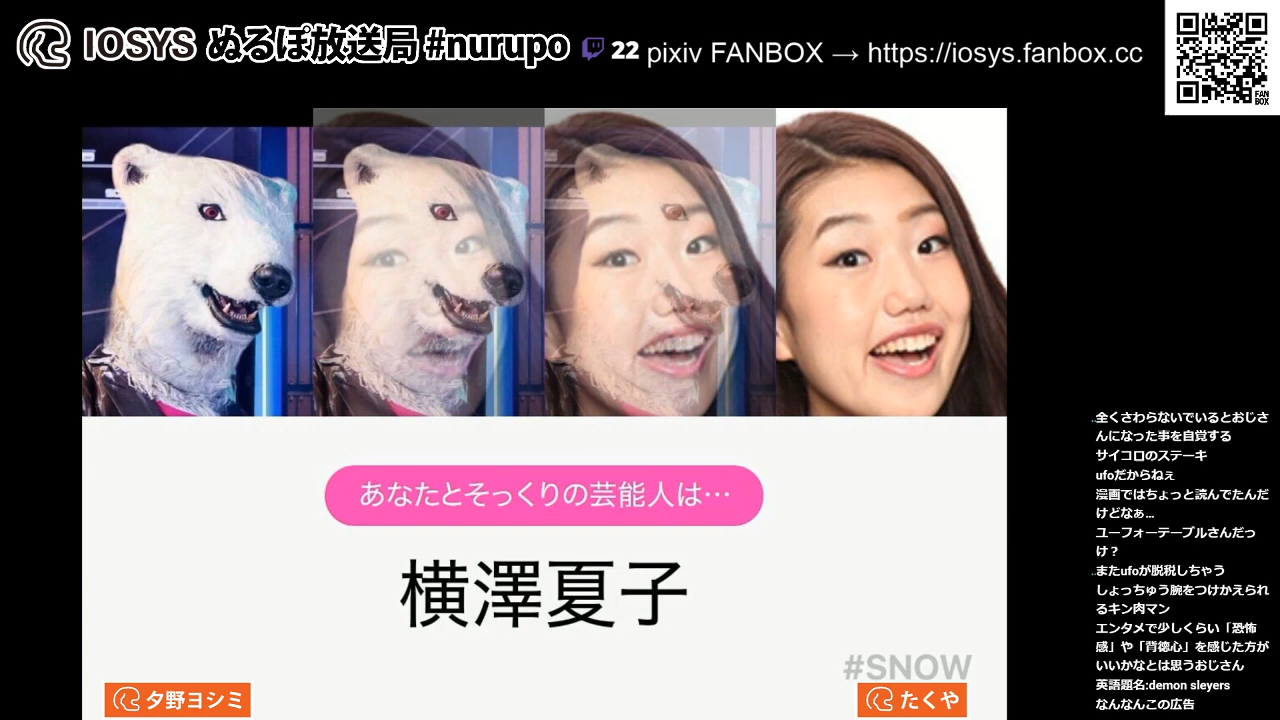 IOSYS ぬるぽ放送局 #nurupo 22 pixiv FANBOX → https://iosys.fanbox.cc
FAN
BOX
あなたとそっくりの芸能人は…
横澤夏子
#SNOW
夕野ヨシミ
たくや
全くさわらないでいるとおじさ
んになった事を自覚する
サイコロのステーキ
ufoだからねぇ
漫画ではちょっと読んでたんだ
けどなぁ...
ユーフォーテーブルさんだっ
け？
またufoが脱税しちゃう
しょっちゅう腕をつけかえられ
るキン肉マン
エンタメで少しくらい「恐怖
感」や「背徳心」を感じた方が
いいかなとは思うおじさん
英語題名:demon sleyers
なんなんこの広告